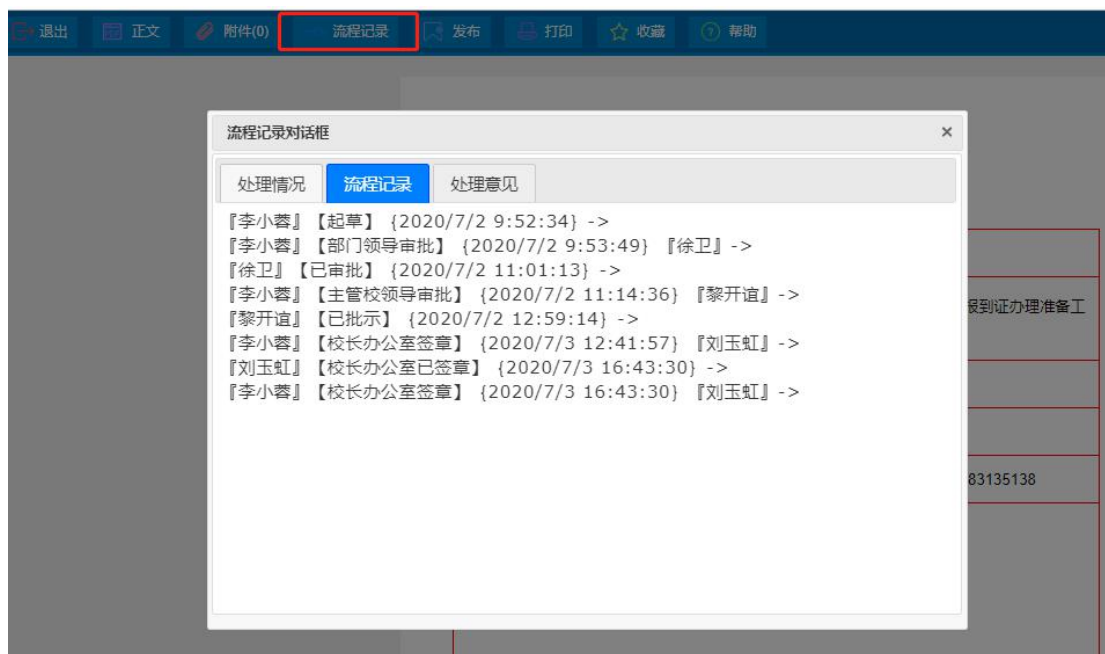 退出 正文 附件(0) 流程记录 发布 打印 收藏 帮助
流程记录对话框 ×
处理情况 流程记录 处理意见
『李小蓉』【起草】 {2020/7/2 9:52:34} ->
『李小蓉』【部门领导审批】 {2020/7/2 9:53:49} 『徐卫』->
『徐卫』【已审批】 {2020/7/2 11:01:13} ->
『李小蓉』【主管校领导审批】 {2020/7/2 11:14:36} 『黎开谊』->
『黎开谊』【已批示】 {2020/7/2 12:59:14} ->
『李小蓉』【校长办公室签章】 {2020/7/3 12:41:57} 『刘玉虹』->
『刘玉虹』【校长办公室已签章】 {2020/7/3 16:43:30} ->
『李小蓉』【校长办公室签章】 {2020/7/3 16:43:30} 『刘玉虹』->
报到证办理准备工
83135138